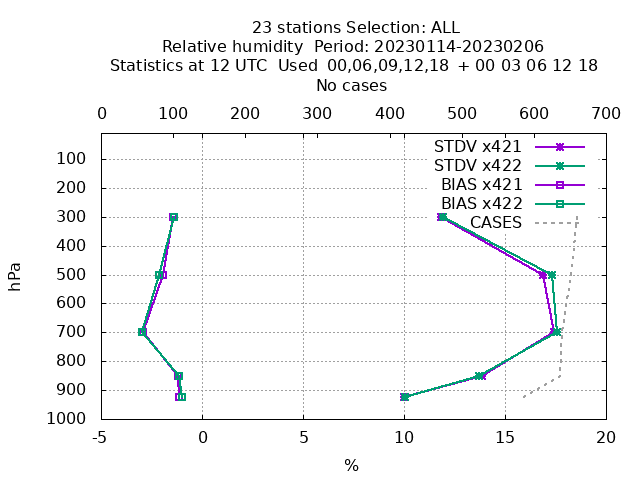 23 stations Selection: ALL
Relative humidity  Period: 20230114-20230206
Statistics at 12 UTC  Used  00,06,09,12,18  + 00 03 06 12 18
No cases
0 100 200 300 400 500 600 700
STDV x421
STDV x422
BIAS x421
BIAS x422
CASES
100
200
300
400
500
600
700
800
900
1000
hPa
-5 0 5 10 15 20
%